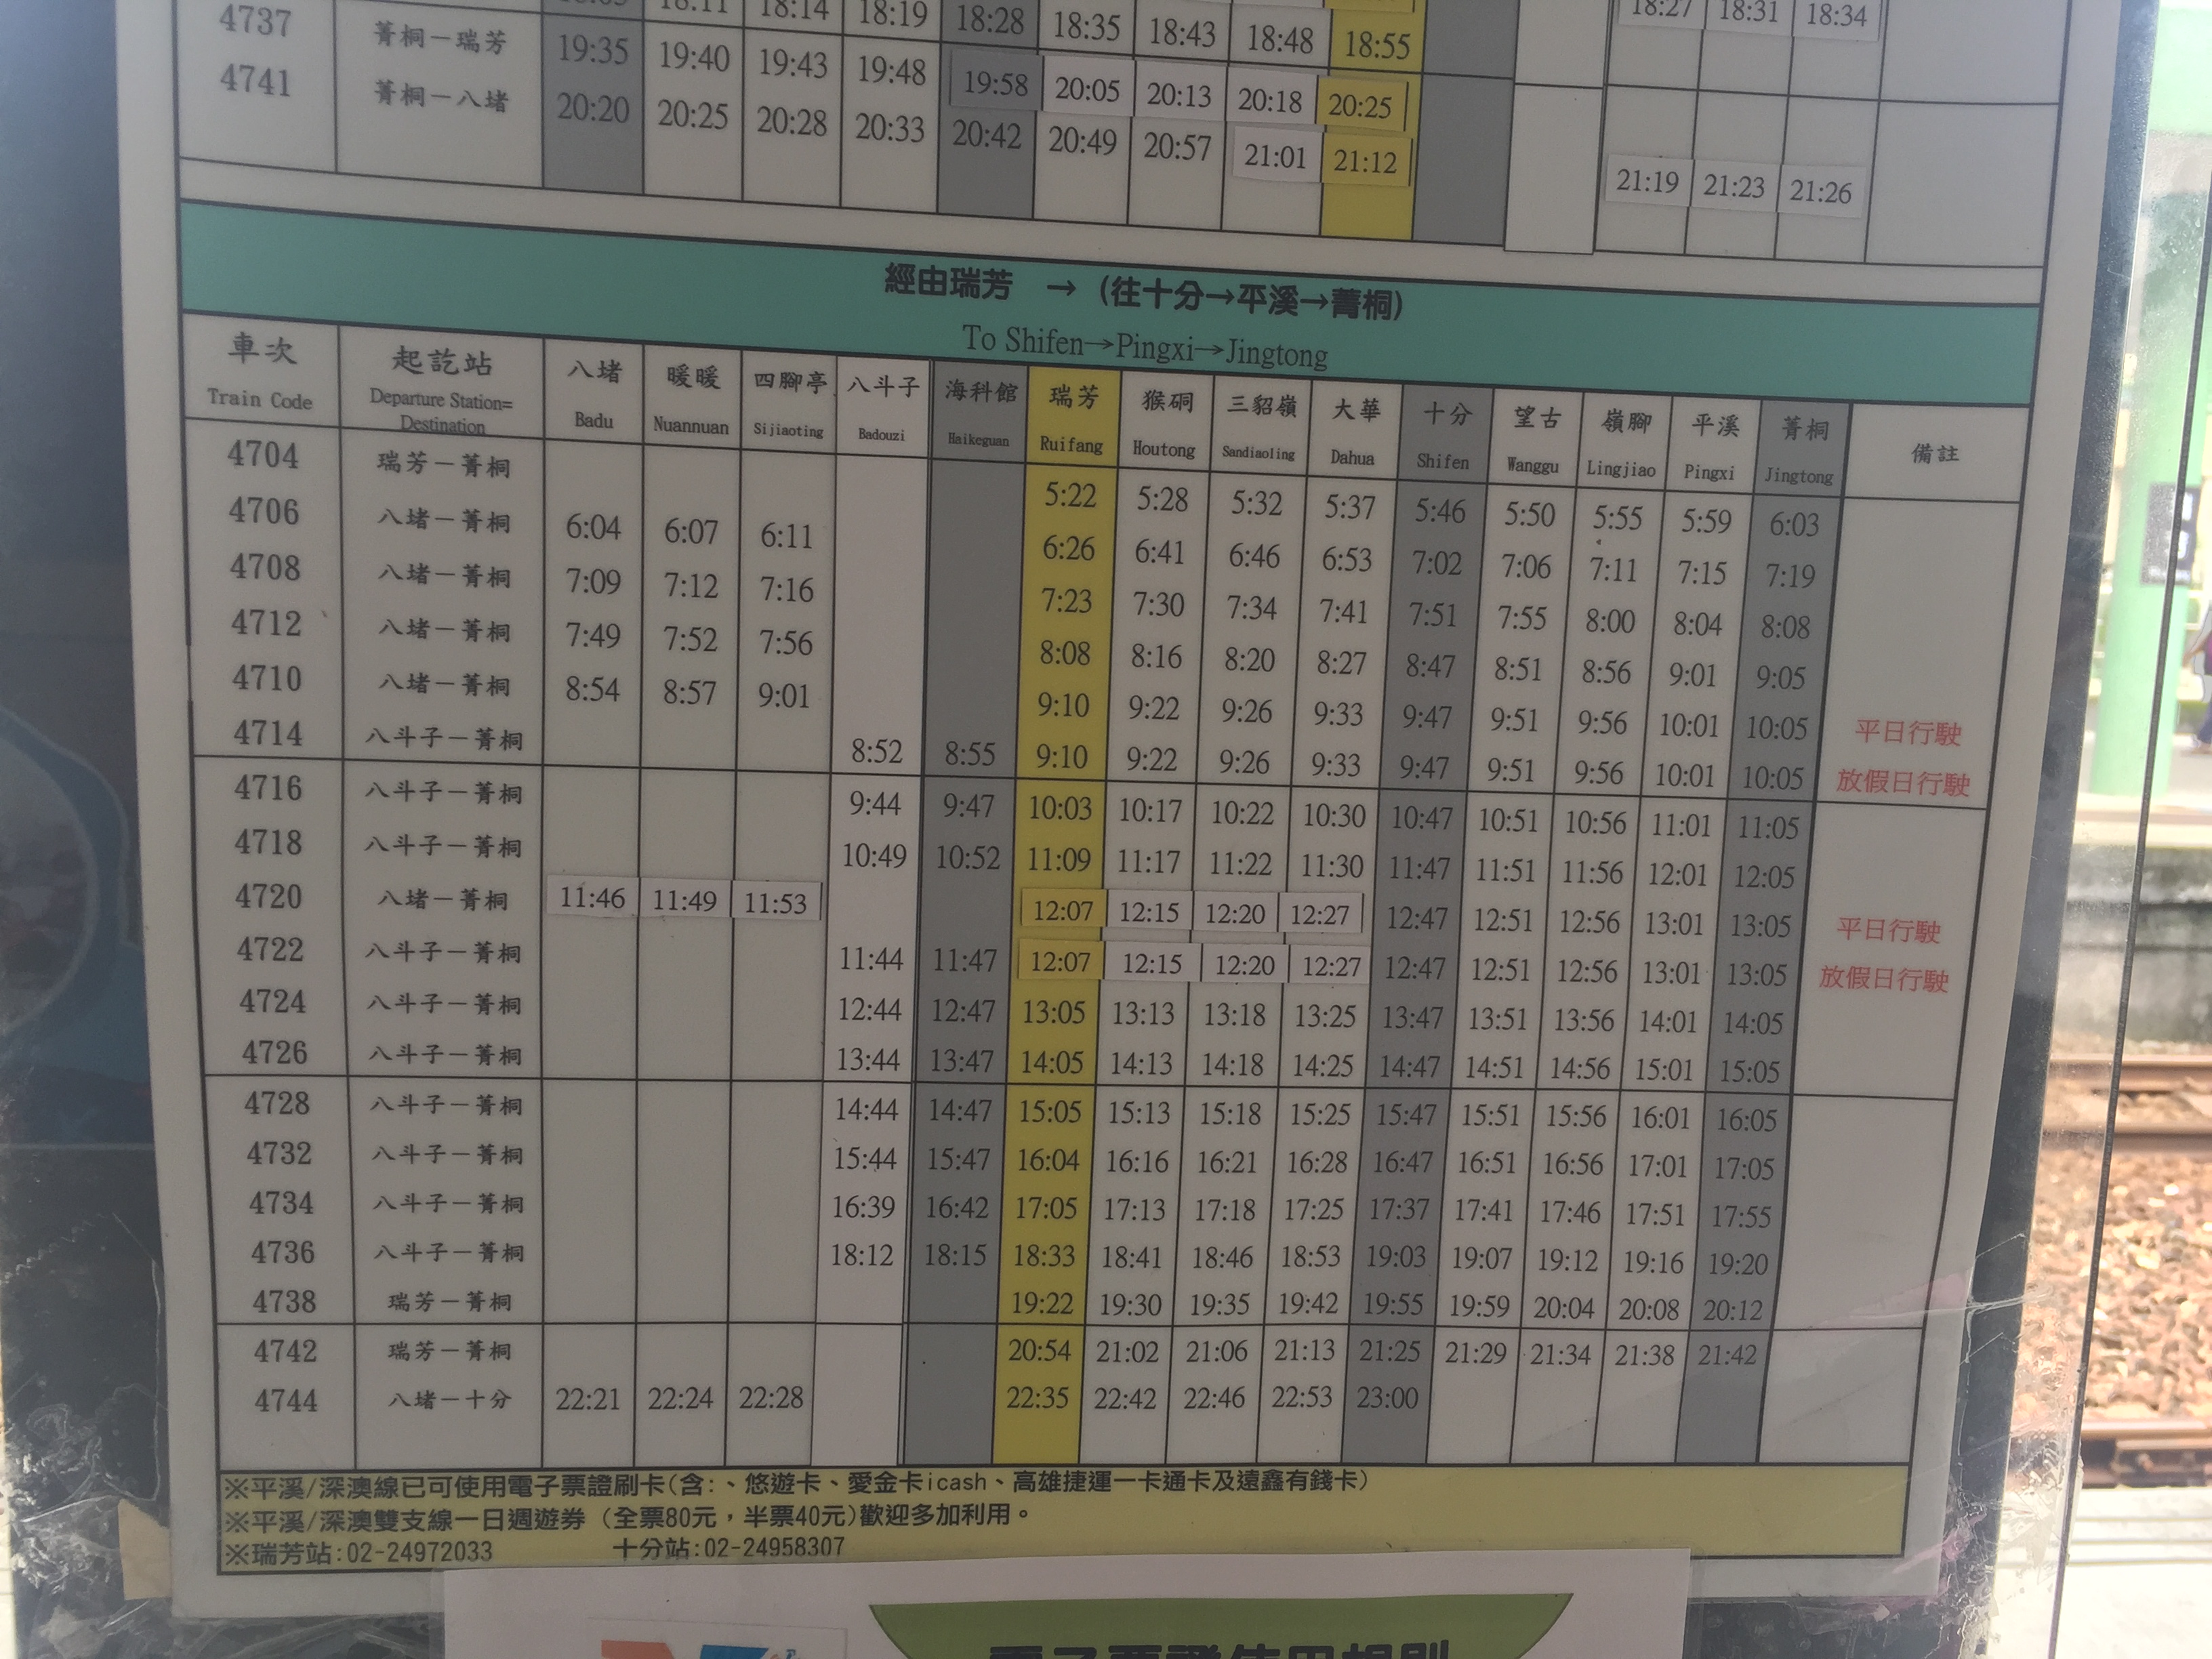 18:11 18:14 18:19 18:28 18:35 18:43 18:48 18:55 18:27 18:31 18:34
4737 菁桐－瑞芳 19:35 19:40 19:43 19:48 19:58 20:05 20:13 20:18 20:25
4741 菁桐－八堵 20:20 20:25 20:28 20:33 20:42 20:49 20:57 21:01 21:12 21:19 21:23 21:26
經由瑞芳 → (往十分→平溪→菁桐)
To Shifen→Pingxi→Jingtong
車次 起訖站 八堵 暖暖 四腳亭 八斗子 海科館 瑞芳 猴硐 三貂嶺 大華 十分 望古 嶺腳 平溪 菁桐 備註
Train Code Departure Station= Destination Badu Nuannuan Sijiaoting Badouzi Haikeguan Ruifang Houtong Sandiaoling Dahua Shifen Wanggu Lingjiao Pingxi Jingtong
4704 瑞芳－菁桐 5:22 5:28 5:32 5:37 5:46 5:50 5:55 5:59 6:03
4706 八堵－菁桐 6:04 6:07 6:11 6:26 6:41 6:46 6:53 7:02 7:06 7:11 7:15 7:19
4708 八堵－菁桐 7:09 7:12 7:16 7:23 7:30 7:34 7:41 7:51 7:55 8:00 8:04 8:08
4712 八堵－菁桐 7:49 7:52 7:56 8:08 8:16 8:20 8:27 8:47 8:51 8:56 9:01 9:05
4710 八堵－菁桐 8:54 8:57 9:01 9:10 9:22 9:26 9:33 9:47 9:51 9:56 10:01 10:05 平日行駛
4714 八斗子－菁桐 8:52 8:55 9:10 9:22 9:26 9:33 9:47 9:51 9:56 10:01 10:05 放假日行駛
4716 八斗子－菁桐 9:44 9:47 10:03 10:17 10:22 10:30 10:47 10:51 10:56 11:01 11:05
4718 八斗子－菁桐 10:49 10:52 11:09 11:17 11:22 11:30 11:47 11:51 11:56 12:01 12:05
4720 八堵－菁桐 11:46 11:49 11:53 12:07 12:15 12:20 12:27 12:47 12:51 12:56 13:01 13:05 平日行駛
4722 八斗子－菁桐 11:44 11:47 12:07 12:15 12:20 12:27 12:47 12:51 12:56 13:01 13:05 放假日行駛
4724 八斗子－菁桐 12:44 12:47 13:05 13:13 13:18 13:25 13:47 13:51 13:56 14:01 14:05
4726 八斗子－菁桐 13:44 13:47 14:05 14:13 14:18 14:25 14:47 14:51 14:56 15:01 15:05
4728 八斗子－菁桐 14:44 14:47 15:05 15:13 15:18 15:25 15:47 15:51 15:56 16:01 16:05
4732 八斗子－菁桐 15:44 15:47 16:04 16:16 16:21 16:28 16:47 16:51 16:56 17:01 17:05
4734 八斗子－菁桐 16:39 16:42 17:05 17:13 17:18 17:25 17:37 17:41 17:46 17:51 17:55
4736 八斗子－菁桐 18:12 18:15 18:33 18:41 18:46 18:53 19:03 19:07 19:12 19:16 19:20
4738 瑞芳－菁桐 19:22 19:30 19:35 19:42 19:55 19:59 20:04 20:08 20:12
4742 瑞芳－菁桐 20:54 21:02 21:06 21:13 21:25 21:29 21:34 21:38 21:42
4744 八堵－十分 22:21 22:24 22:28 22:35 22:42 22:46 22:53 23:00
※平溪/深澳線已可使用電子票證刷卡(含:、悠遊卡、愛金卡icash、高雄捷運一卡通卡及遠鑫有錢卡)
※平溪/深澳雙支線一日週遊券 (全票80元，半票40元)歡迎多加利用。
※瑞芳站:02-24972033 十分站:02-24958307
電子票證使用規則